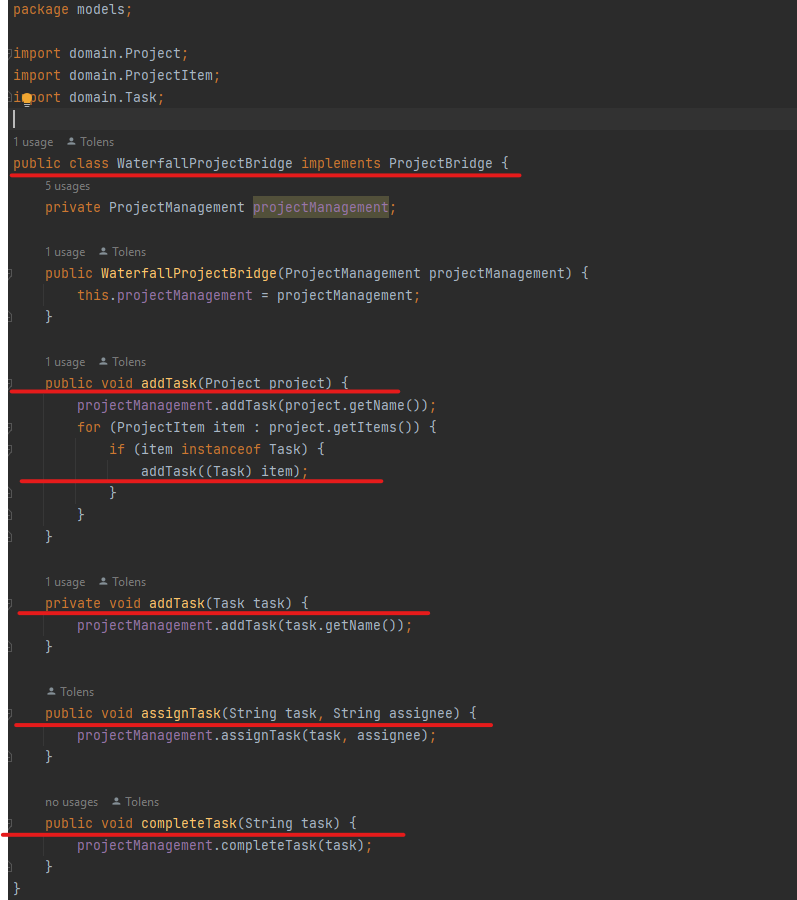 package models;
import domain.Project;
import domain.ProjectItem;
import domain.Task;
1 usage Tolens
public class WaterfallProjectBridge implements ProjectBridge {
5 usages
private ProjectManagement projectManagement;
1 usage Tolens
public WaterfallProjectBridge(ProjectManagement projectManagement) {
this.projectManagement = projectManagement;
}
1 usage Tolens
public void addTask(Project project) {
projectManagement.addTask(project.getName());
for (ProjectItem item : project.getItems()) {
if (item instanceof Task) {
addTask((Task) item);
}
}
}
1 usage Tolens
private void addTask(Task task) {
projectManagement.addTask(task.getName());
}
Tolens
public void assignTask(String task, String assignee) {
projectManagement.assignTask(task, assignee);
}
no usages Tolens
public void completeTask(String task) {
projectManagement.completeTask(task);
}
}